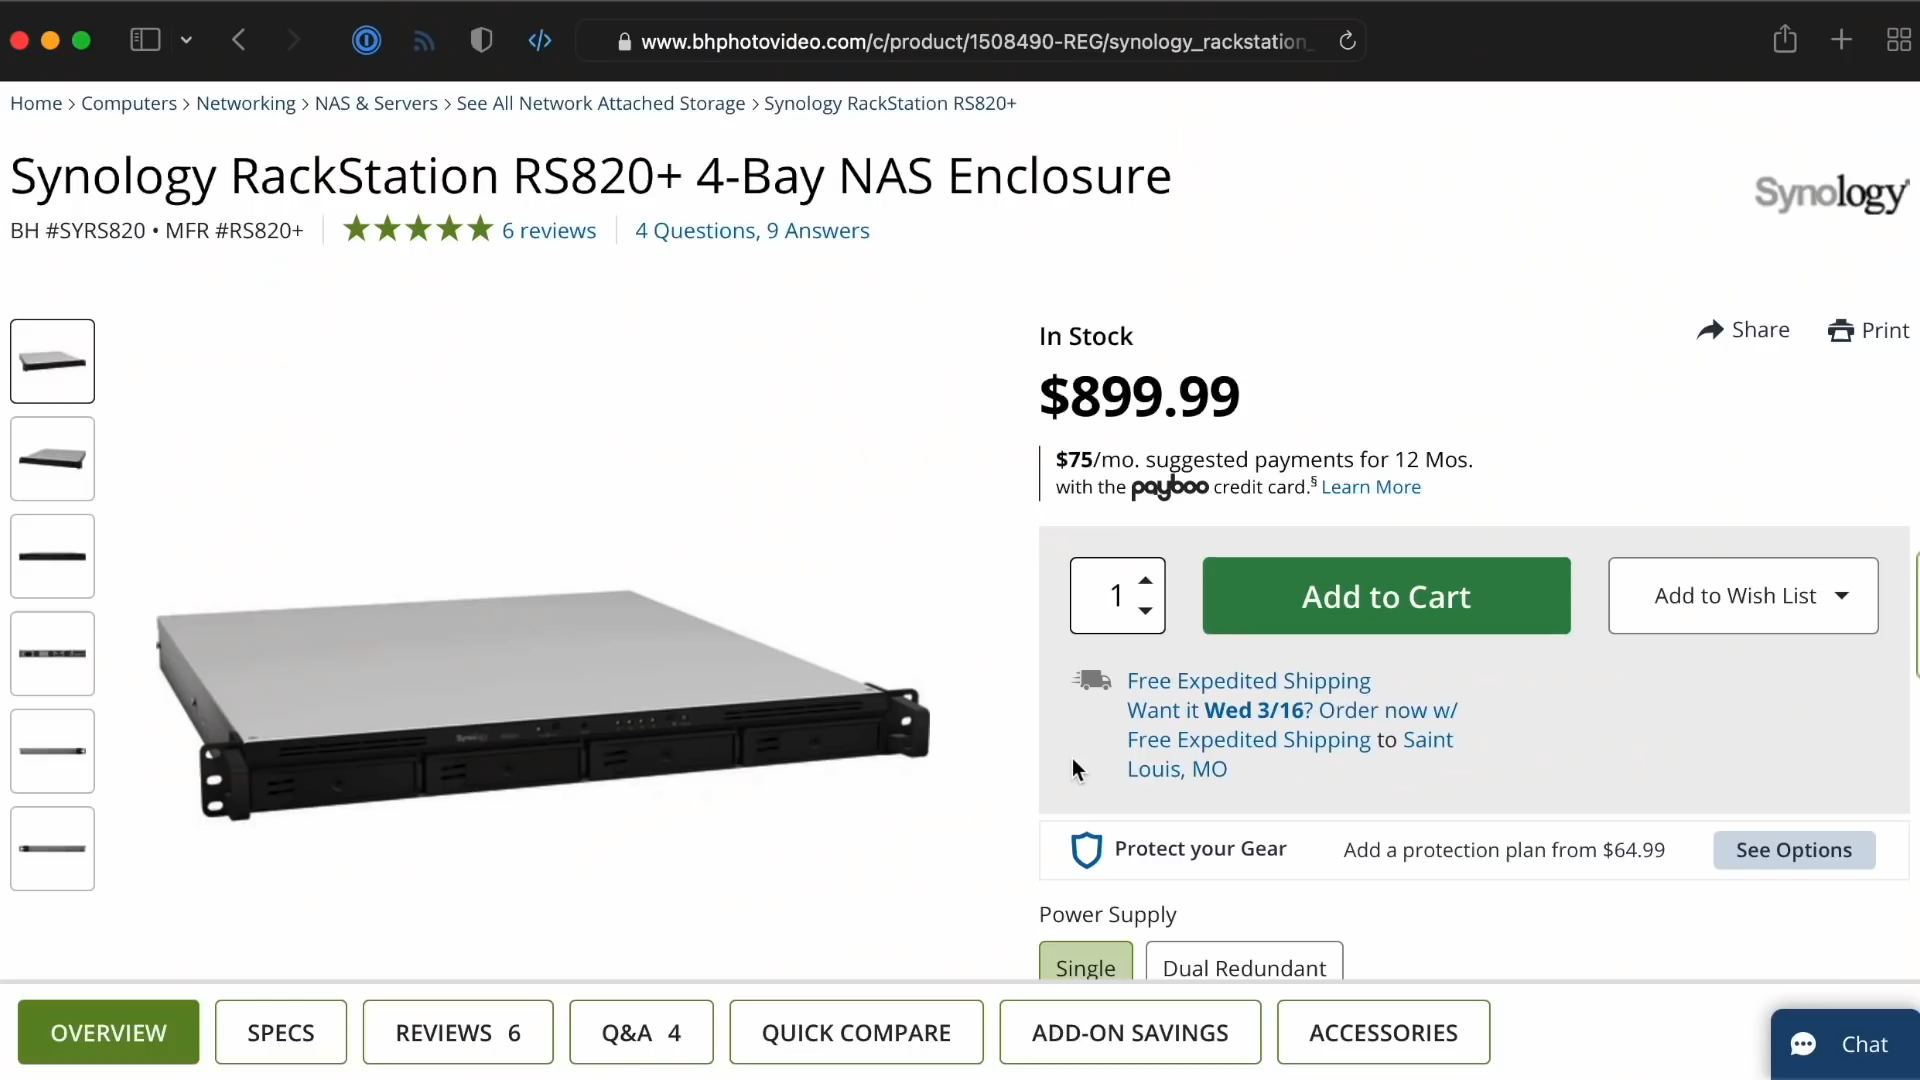 www.bhphotovideo.com/c/product/1508490-REG/synology_rackstation_
Home > Computers > Networking > NAS & Servers > See All Network Attached Storage > Synology RackStation RS820+
Synology RackStation RS820+ 4-Bay NAS Enclosure
Synology
BH #SYRS820 • MFR #RS820+
6 reviews
4 Questions, 9 Answers
In Stock
Share
Print
$899.99
$75/mo. suggested payments for 12 Mos.
with the payboo credit card.§ Learn More
1
Add to Cart
Add to Wish List
Free Expedited Shipping
Want it Wed 3/16? Order now w/
Free Expedited Shipping to Saint
Louis, MO
Synology
Protect your Gear
Add a protection plan from $64.99
See Options
Power Supply
Single
Dual Redundant
OVERVIEW
SPECS
REVIEWS 6
Q&A 4
QUICK COMPARE
ADD-ON SAVINGS
ACCESSORIES
Chat